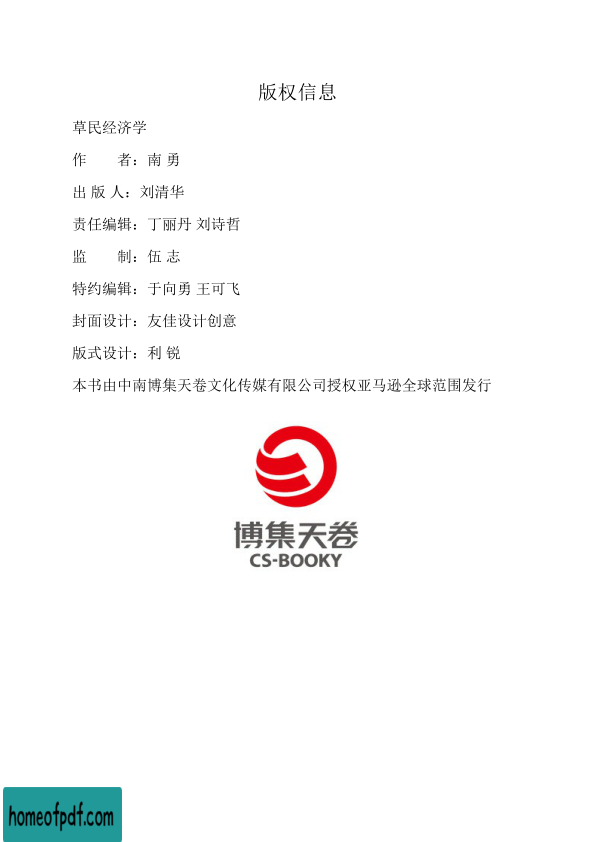 版权信息
草民经济学
作　　者：南 勇
出 版 人：刘清华
责任编辑：丁丽丹 刘诗哲
监　　制：伍 志
特约编辑：于向勇 王可飞
封面设计：友佳设计创意
版式设计：利 锐
本书由中南博集天卷文化传媒有限公司授权亚马逊全球范围发行
博集天卷
CS-BOOKY
homeofpdf.com